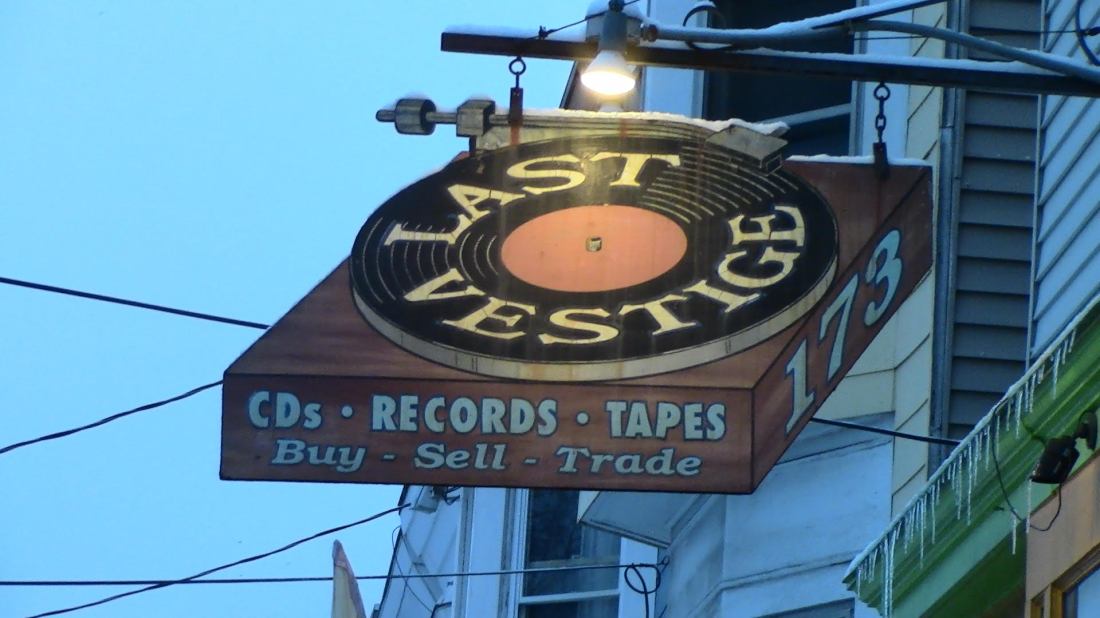 LAST
VESTIGE
173
CDs • RECORDS • TAPES
Buy - Sell - Trade